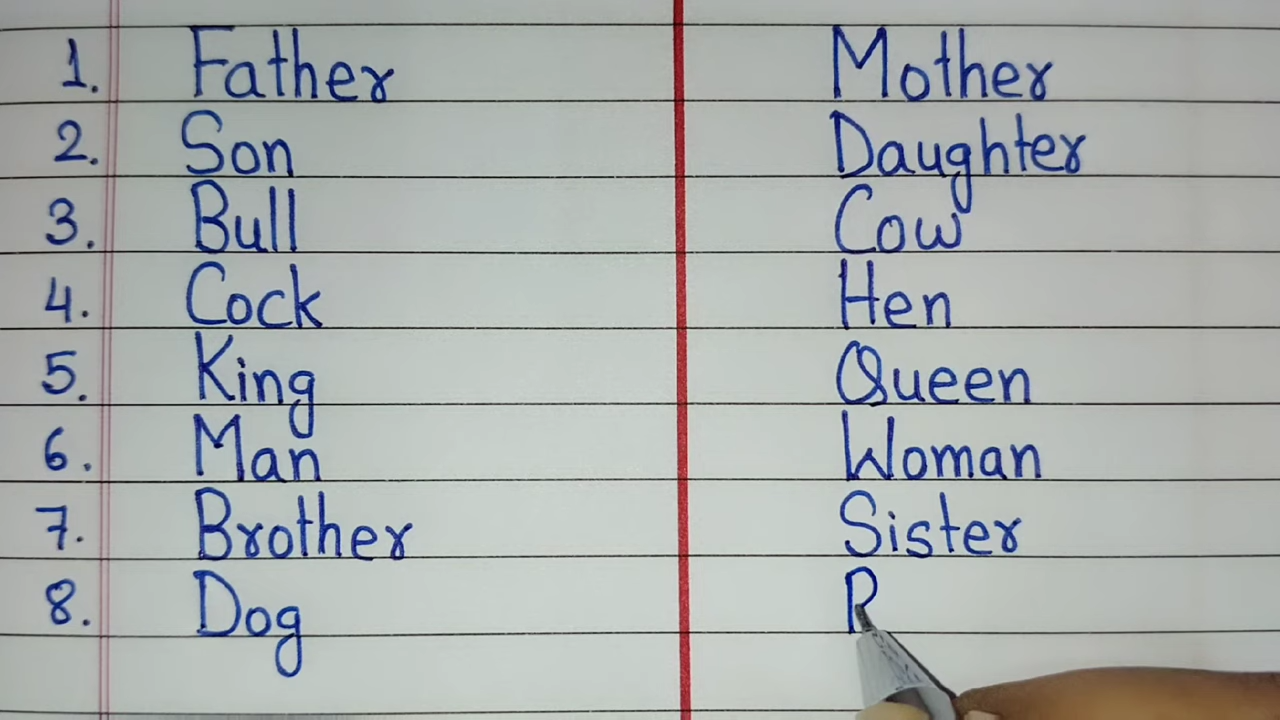 1. Father Mother
2. Son Daughter
3. Bull Cow
4. Cock Hen
5. King Queen
6. Man Woman
7. Brother Sister
8. Dog